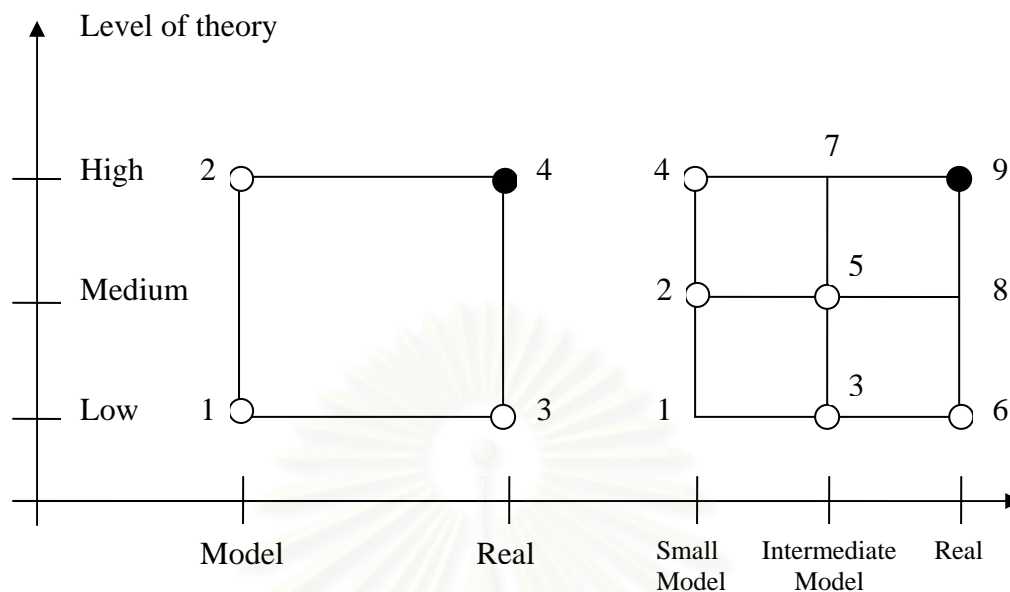 Level of theory
High
2
4
4
7
9
Medium
2
5
8
Low
1
3
1
3
6
Model
Real
Small
Model
Intermediate
Model
Real